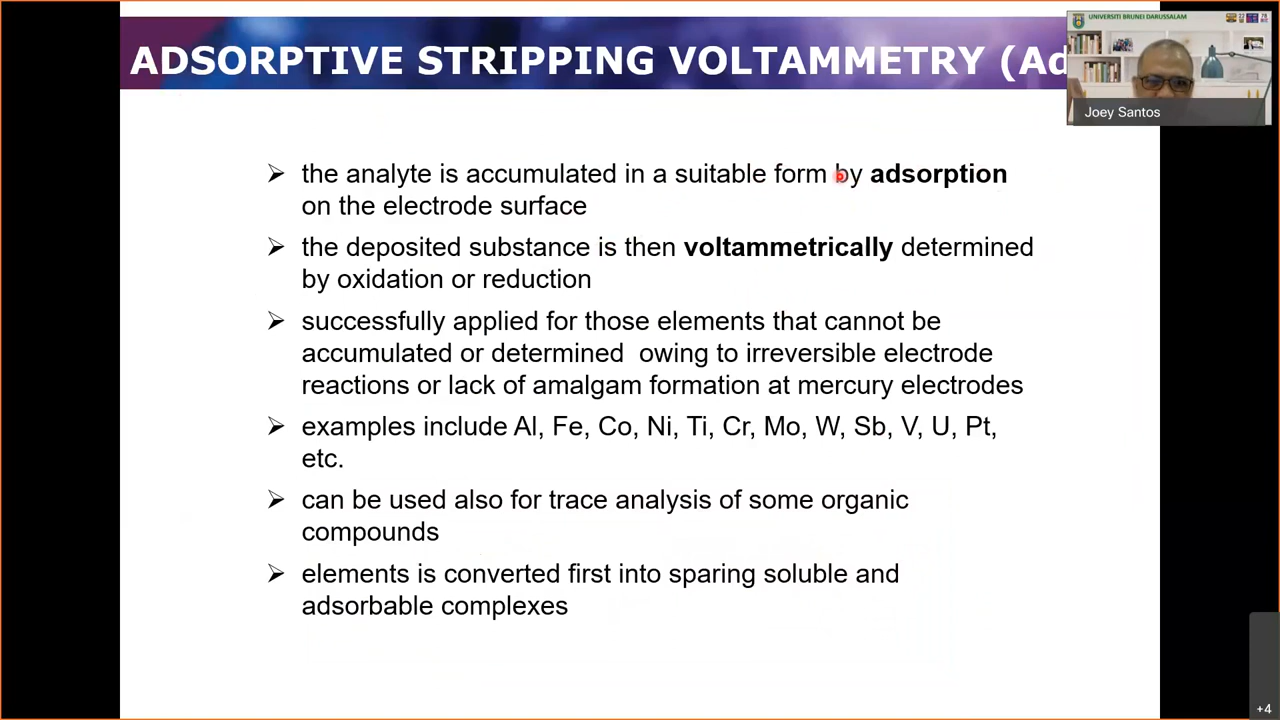 ADSORPTIVE STRIPPING VOLTAMMETRY (Ad
UNIVERSITI BRUNEI DARUSSALAM
Joey Santos
➢ the analyte is accumulated in a suitable form by adsorption
on the electrode surface
➢ the deposited substance is then voltammetrically determined
by oxidation or reduction
➢ successfully applied for those elements that cannot be
accumulated or determined owing to irreversible electrode
reactions or lack of amalgam formation at mercury electrodes
➢ examples include Al, Fe, Co, Ni, Ti, Cr, Mo, W, Sb, V, U, Pt,
etc.
➢ can be used also for trace analysis of some organic
compounds
➢ elements is converted first into sparing soluble and
adsorbable complexes
+4